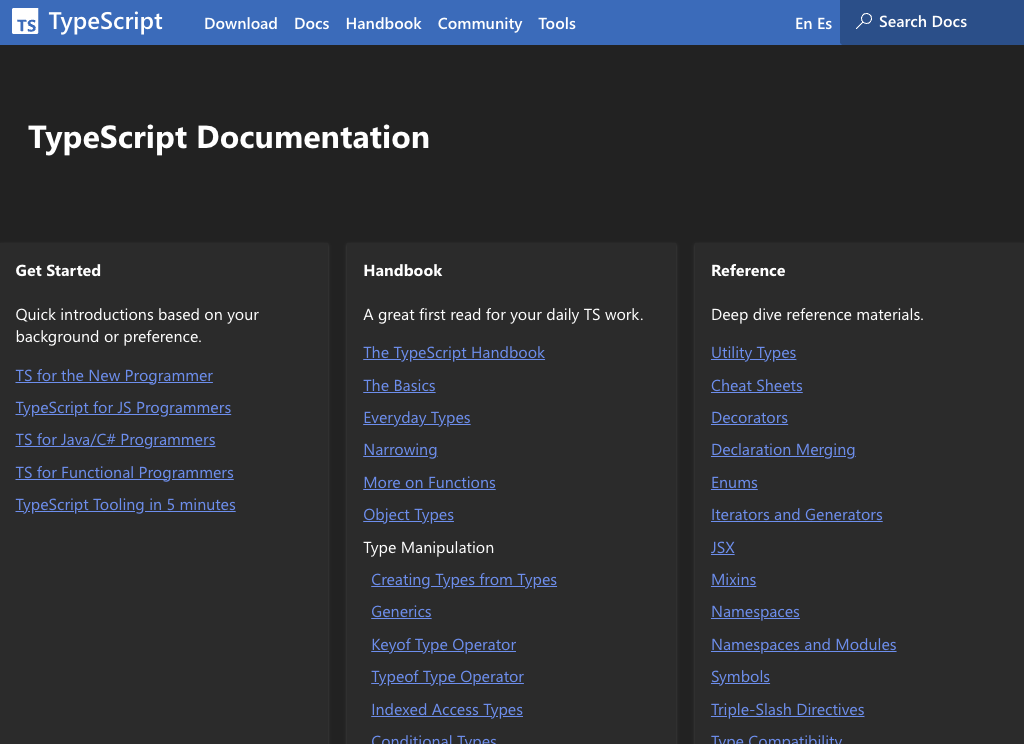 TS TypeScript Download Docs Handbook Community Tools En Es Search Docs
TypeScript Documentation
Get Started
Quick introductions based on your
background or preference.
TS for the New Programmer
TypeScript for JS Programmers
TS for Java/C# Programmers
TS for Functional Programmers
TypeScript Tooling in 5 minutes
Handbook
A great first read for your daily TS work.
The TypeScript Handbook
The Basics
Everyday Types
Narrowing
More on Functions
Object Types
Type Manipulation
Creating Types from Types
Generics
Keyof Type Operator
Typeof Type Operator
Indexed Access Types
Conditional Types
Reference
Deep dive reference materials.
Utility Types
Cheat Sheets
Decorators
Declaration Merging
Enums
Iterators and Generators
JSX
Mixins
Namespaces
Namespaces and Modules
Symbols
Triple-Slash Directives
Type Compatibility